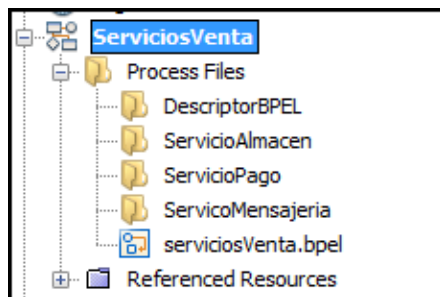 ServiciosVenta
Process Files
DescriptorBPEL
ServicioAlmacen
ServicioPago
ServicoMensajeria
serviciosVenta.bpel
Referenced Resources